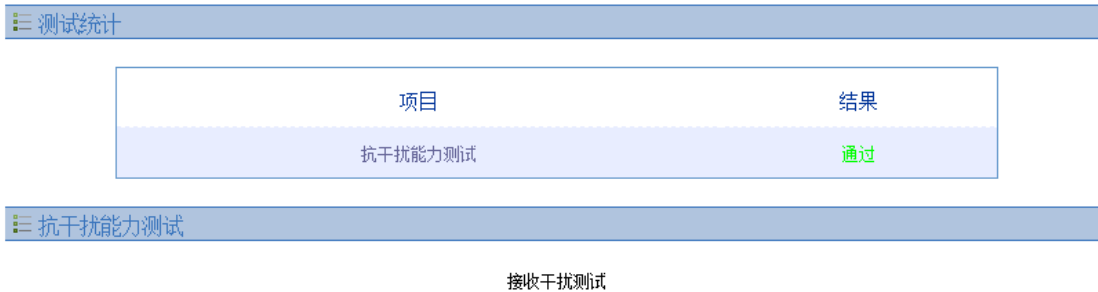 测试统计
项目 结果
抗干扰能力测试 通过
抗干扰能力测试
接收干扰测试